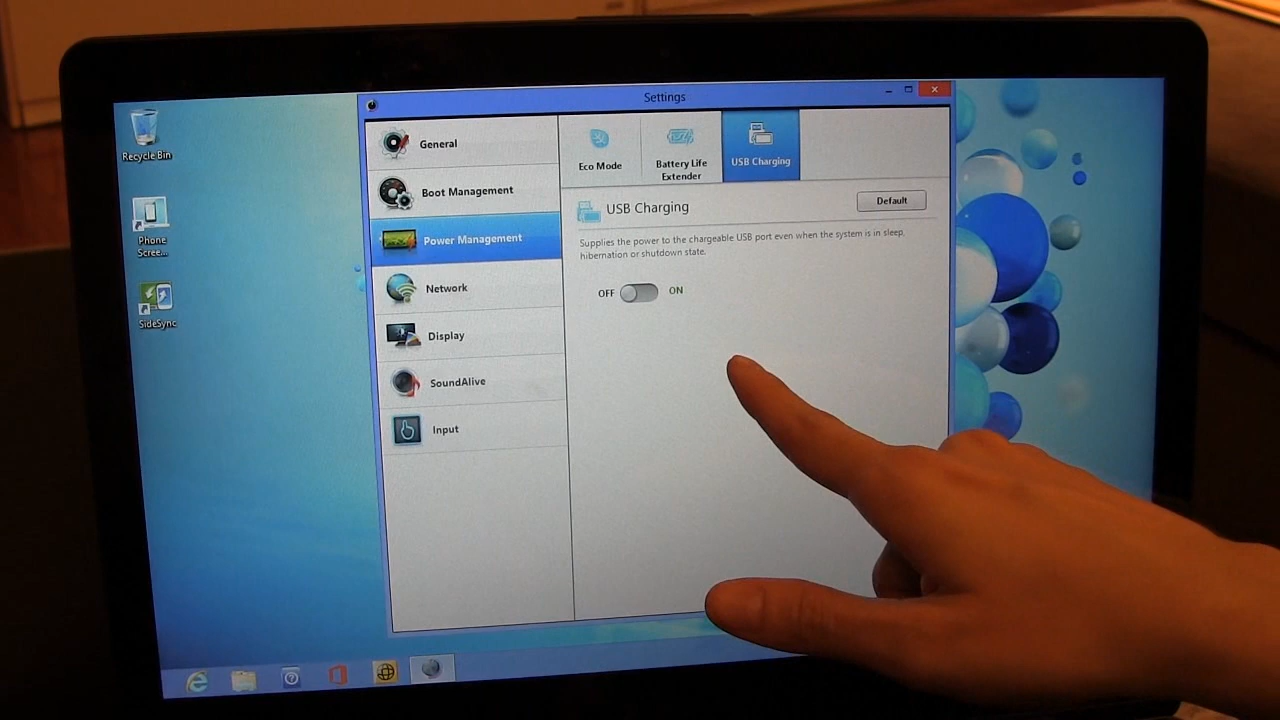 Settings
Recycle Bin
Phone
Scree...
SideSync
General
Boot Management
Power Management
Network
Display
SoundAlive
Input
Eco Mode
Battery Life
Extender
USB Charging
USB Charging
Default
Supplies the power to the chargeable USB port even when the system is in sleep,
hibernation or shutdown state.
OFF ON